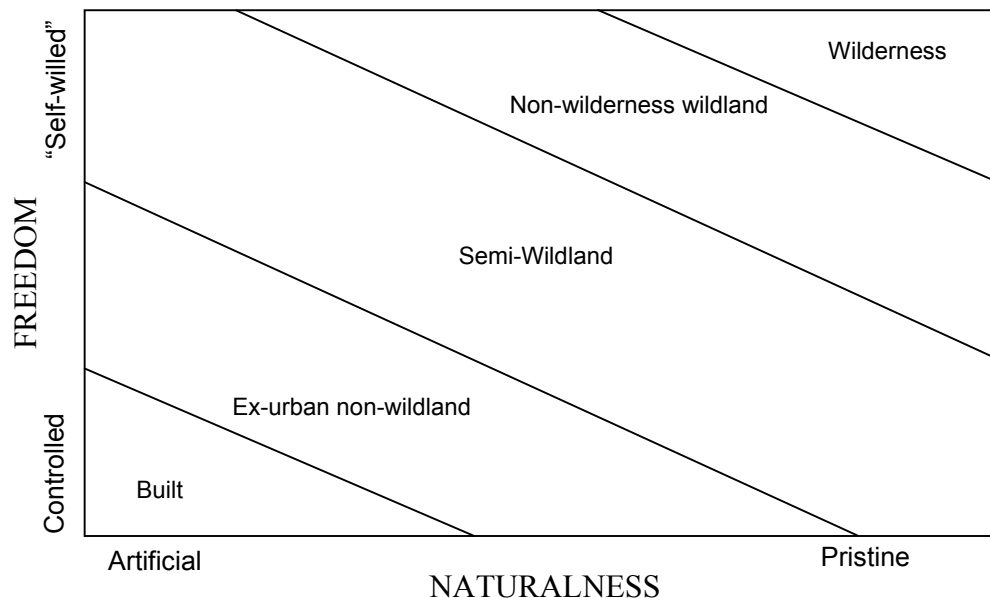 Wilderness
Non-wilderness wildland
Semi-Wildland
Ex-urban non-wildland
Built
“Self-willed”
FREEDOM
Controlled
Artificial
Pristine
NATURALNESS